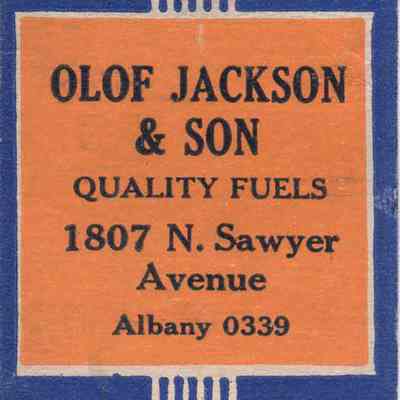 OLOF JACKSON
& SON
QUALITY FUELS
1807 N. Sawyer
Avenue
Albany 0339